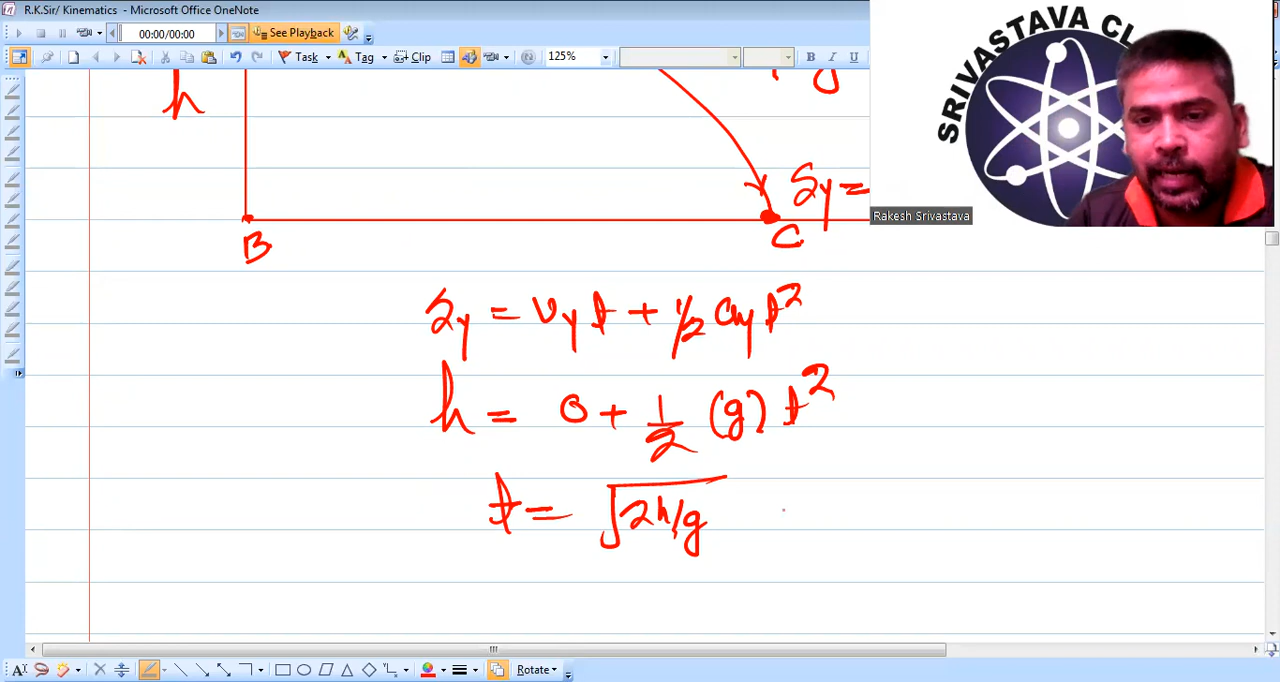 R.K.Sir/ Kinematics - Microsoft Office OneNote
00:00/00:00 See Playback
Task Tag Clip 125% B I U
SRIVASTAVA CL
h
g
Sy =
Rakesh Srivastava
B
C
Sy = vy t + 1/2 ay t²
h = 0 + 1/2 (g) t²
t = √2h/g
Rotate